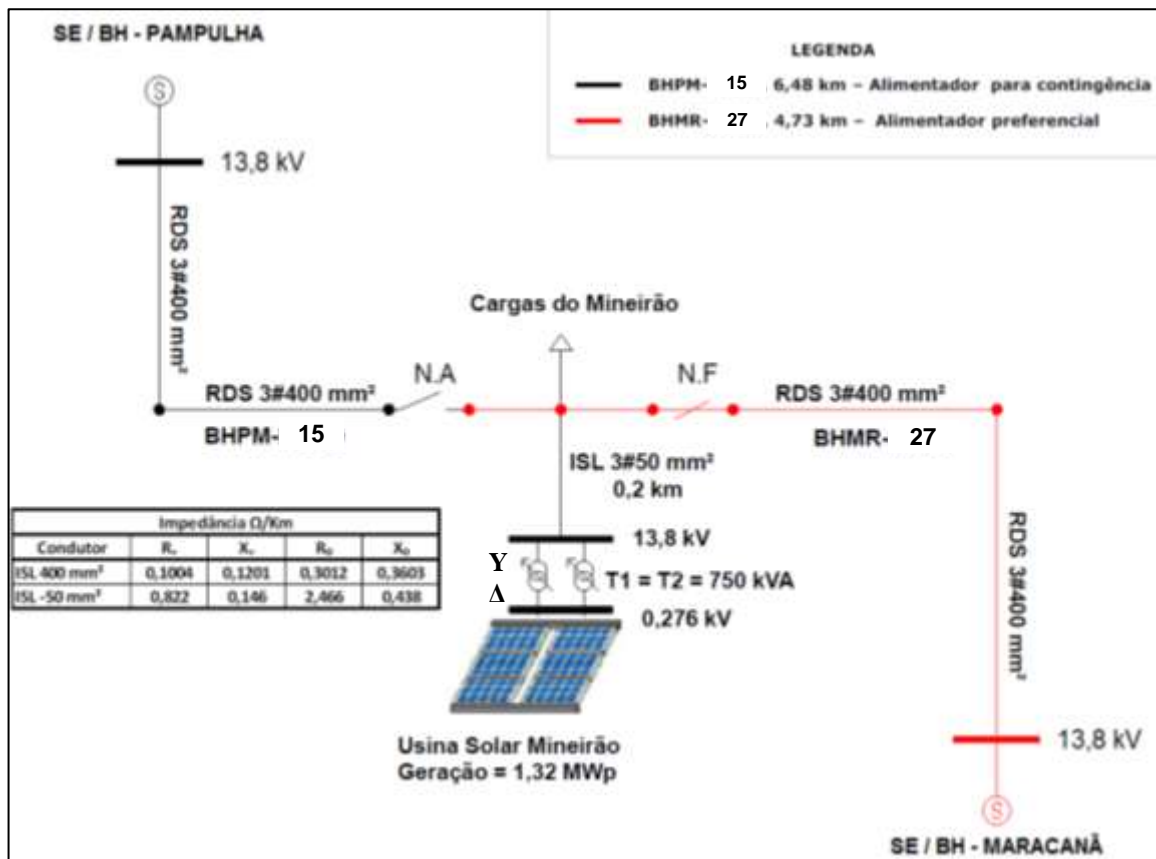 SE / BH - PAMPULHA
S
13,8 kV
RDS 3#400 mm²
LEGENDA
BHPM- 15 6,48 km – Alimentador para contingência
BHMR- 27 , 4,73 km – Alimentador preferencial
Cargas do Mineirão
N.A
N.F
RDS 3#400 mm²
BHPM- 15
RDS 3#400 mm²
BHMR- 27
ISL 3#50 mm²
0,2 km
Impedância Ω/Km
Condutor R₊ X₊ R₀ X₀
ISL 400 mm² 0,1004 0,1201 0,3012 0,3603
ISL -50 mm² 0,822 0,146 2,466 0,438
13,8 kV
Y
Δ
T1 = T2 = 750 kVA
0,276 kV
Usina Solar Mineirão
Geração = 1,32 MWp
RDS 3#400 mm²
13,8 kV
S
SE / BH - MARACANÃ